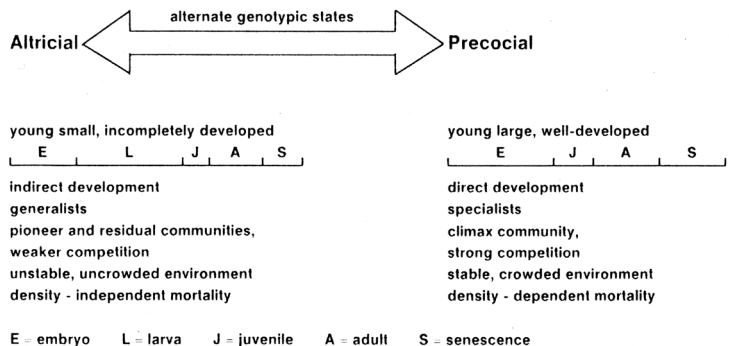 alternate genotypic states
Altricial Precocial
young small, incompletely developed
E L J A S
indirect development
generalists
pioneer and residual communities,
weaker competition
unstable, uncrowded environment
density - independent mortality
young large, well-developed
E J A S
direct development
specialists
climax community,
strong competition
stable, crowded environment
density - dependent mortality
E = embryo L = larva J = juvenile A = adult S = senescence